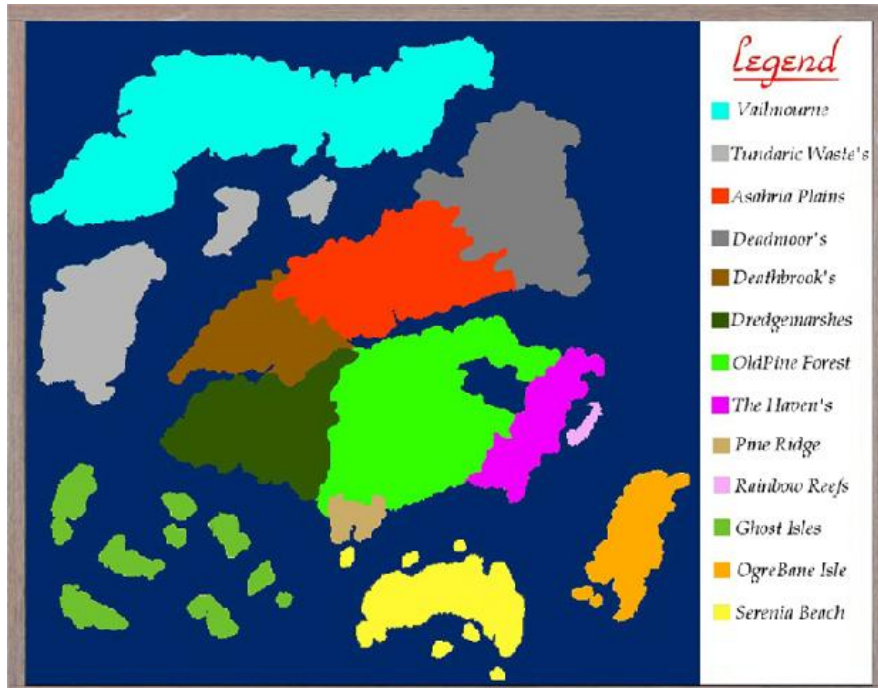 Legend
Vailmourne
Tundaric Waste's
Asahria Plains
Deadmoor's
Deathbrook's
Dredgemarshes
OldPine Forest
The Haven's
Pine Ridge
Rainbow Reefs
Ghost Isles
OgreBane Isle
Serenia Beach